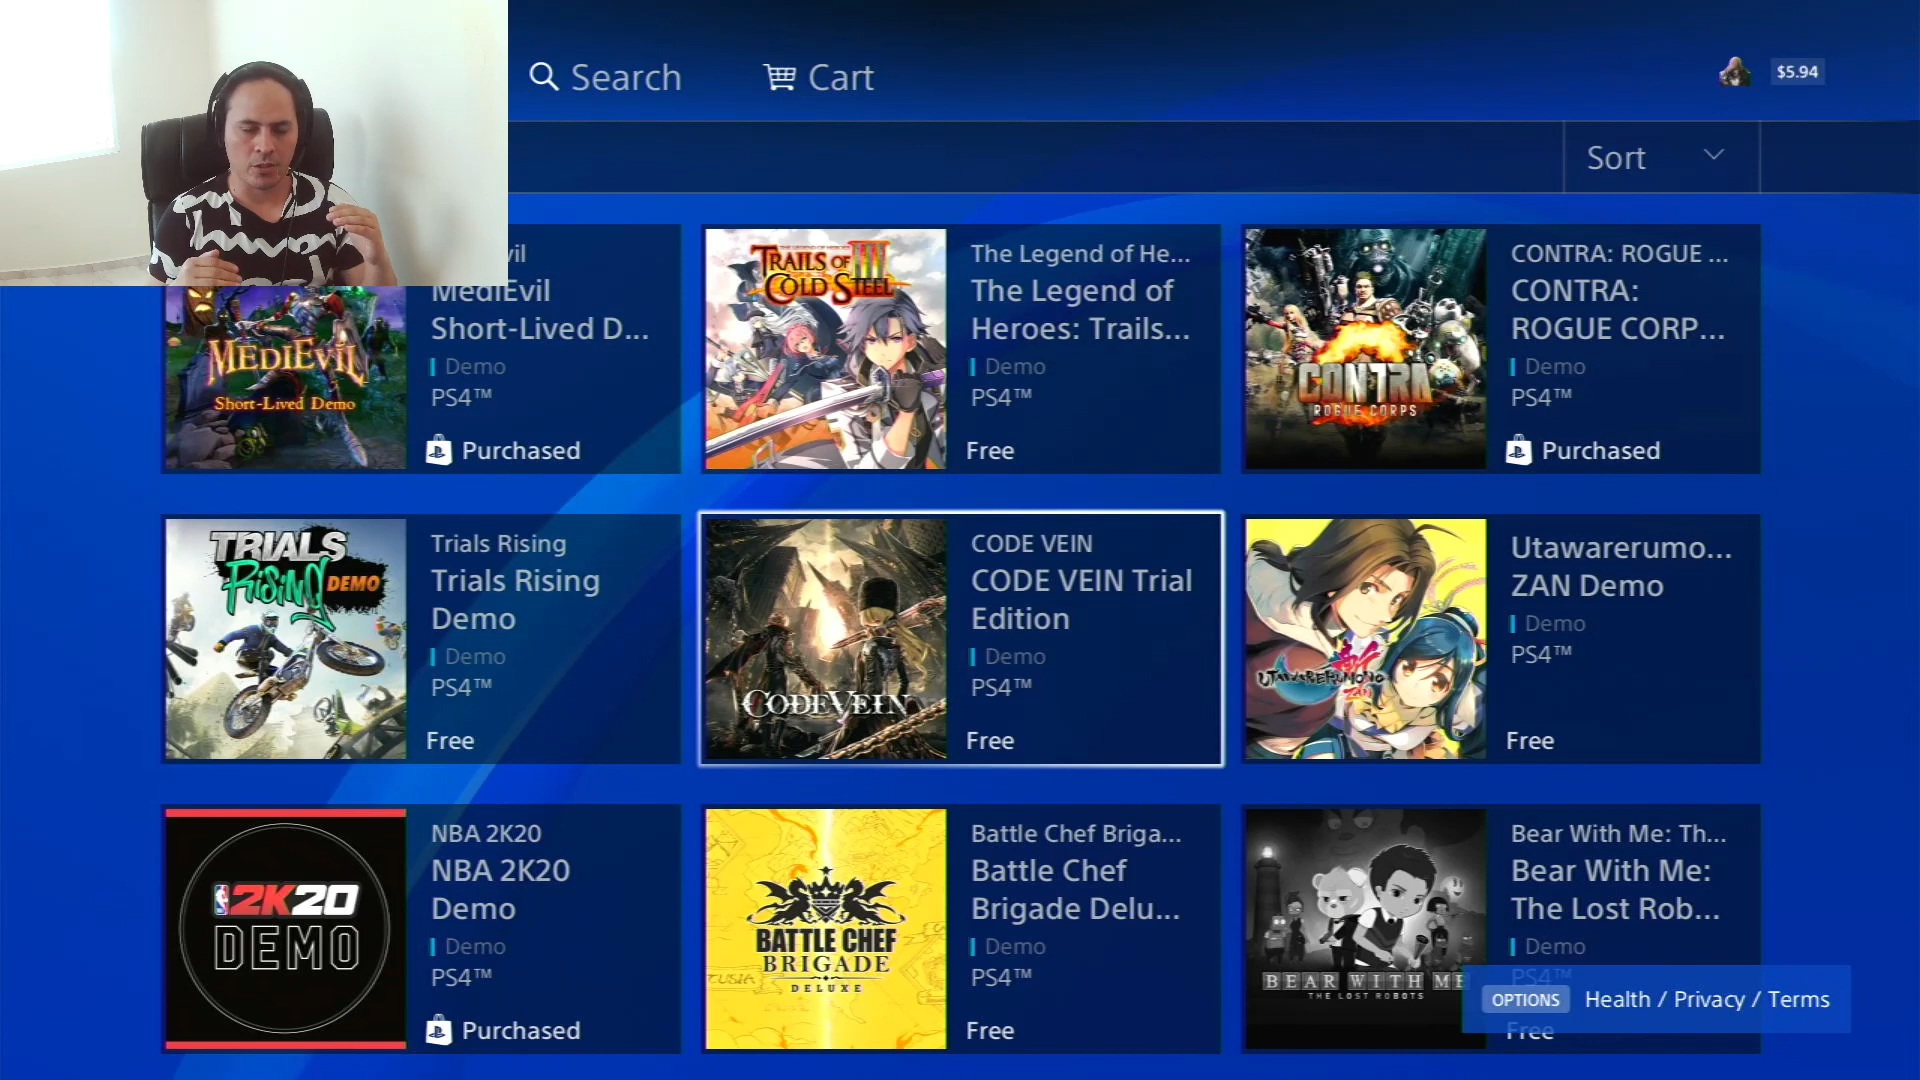 Search
Cart
$5.94
Sort
vil
MediEvil
Short-Lived D...
Demo
PS4™
Purchased
MEDIEVIL
Short-Lived Demo
TRAILS OF
COLD STEEL III
The Legend of He...
The Legend of
Heroes: Trails...
Demo
PS4™
Free
CONTRA
ROGUE CORPS
CONTRA: ROGUE ...
CONTRA:
ROGUE CORP...
Demo
PS4™
Purchased
TRIALS
Rising DEMO
Trials Rising
Trials Rising
Demo
Demo
PS4™
Free
CODE VEIN
CODE VEIN
CODE VEIN Trial
Edition
Demo
PS4™
Free
UTAWARERUMONO
ZAN
Utawarerumo...
ZAN Demo
Demo
PS4™
Free
2K20
DEMO
NBA 2K20
NBA 2K20
Demo
Demo
PS4™
Purchased
BATTLE CHEF
BRIGADE
DELUXE
Battle Chef Briga...
Battle Chef
Brigade Delu...
Demo
PS4™
Free
BEAR WITH ME
THE LOST ROBOTS
Bear With Me: Th...
Bear With Me:
The Lost Rob...
Demo
PS4™
Free
OPTIONS Health / Privacy / Terms